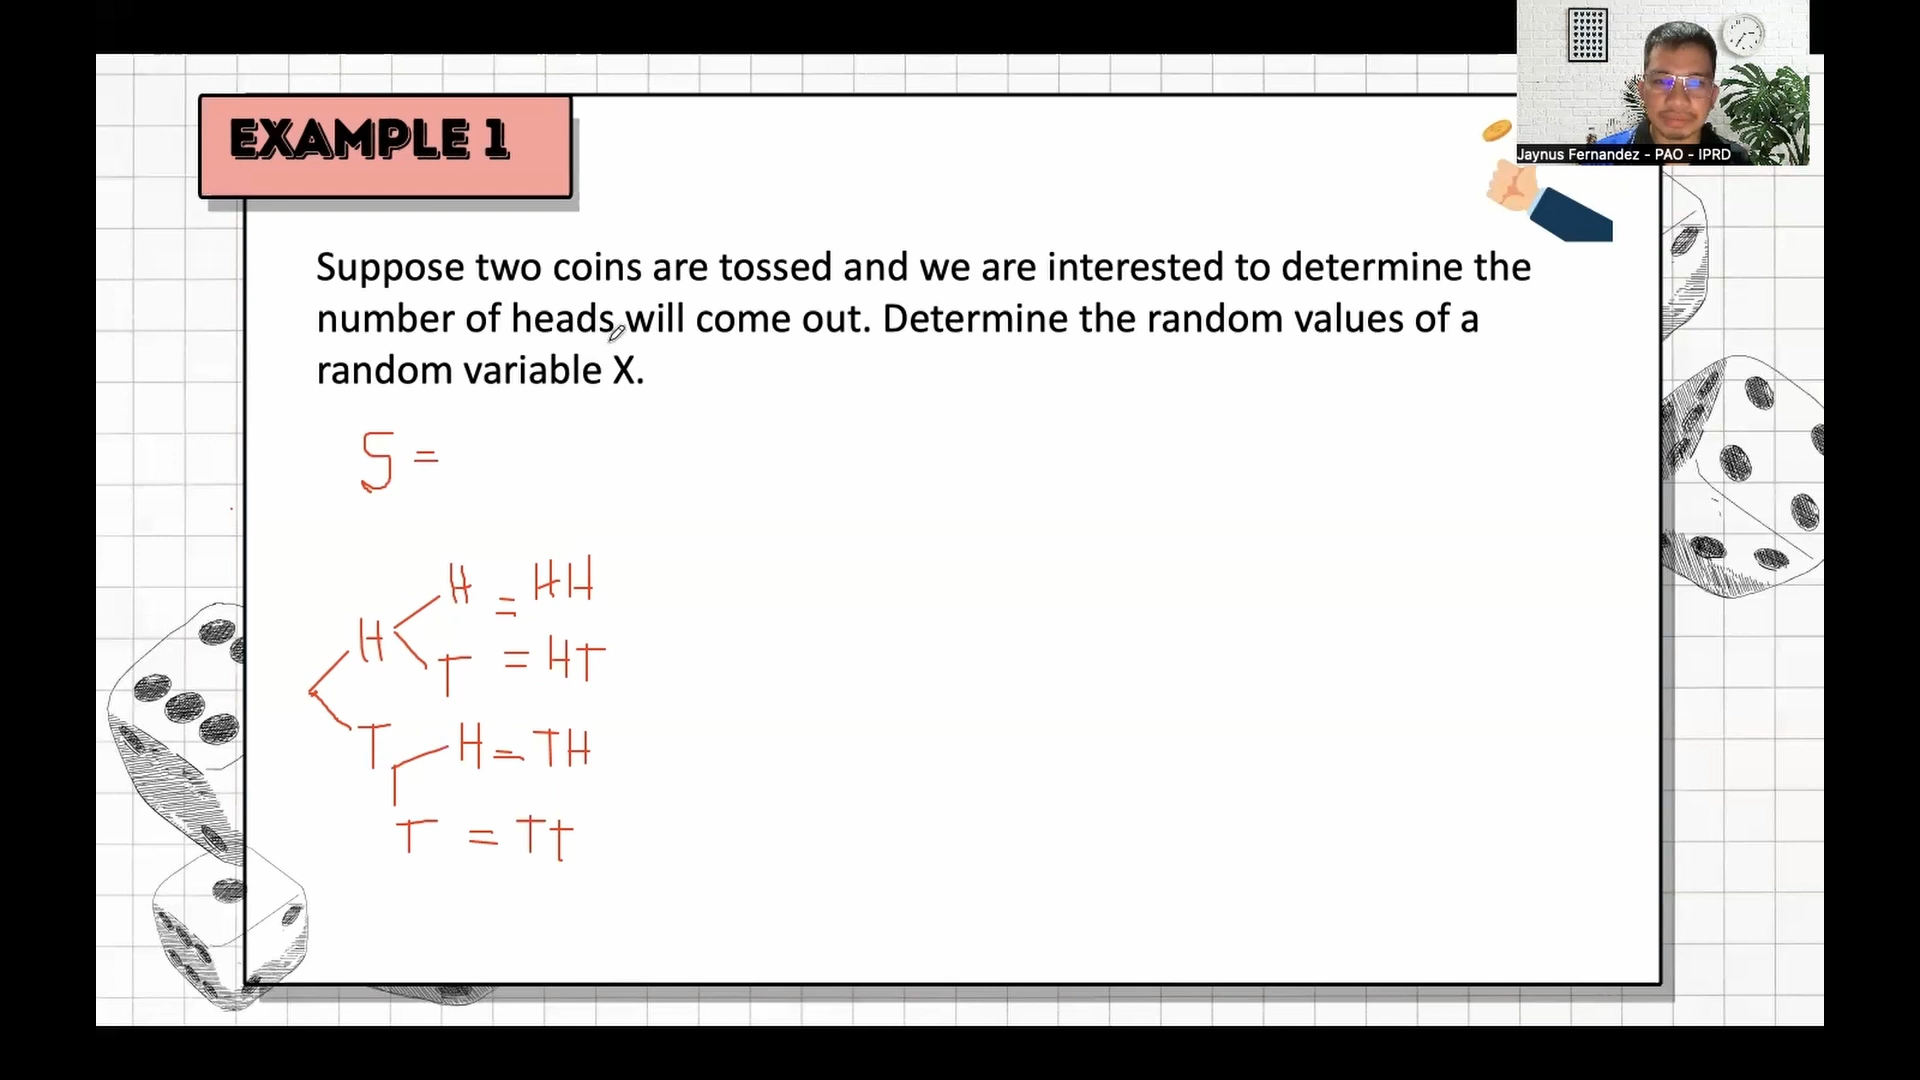 Jaynus Fernandez - PAO - IPRD
EXAMPLE 1
Suppose two coins are tossed and we are interested to determine the
number of heads will come out. Determine the random values of a
random variable X.
S =
H = HH
H
T = HT
T H = TH
T = Tt